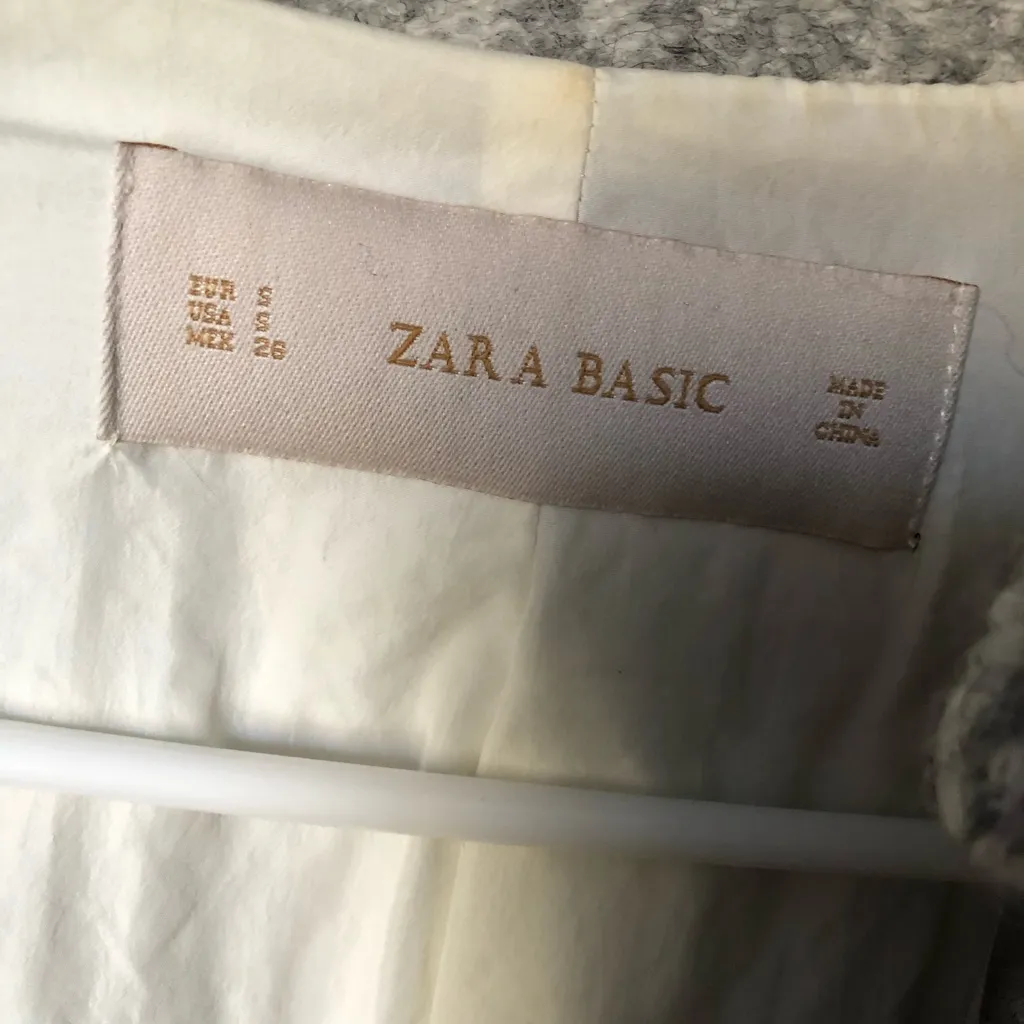 EUR S
USA S
MEX 26
ZARA BASIC
MADE
IN
CHINA